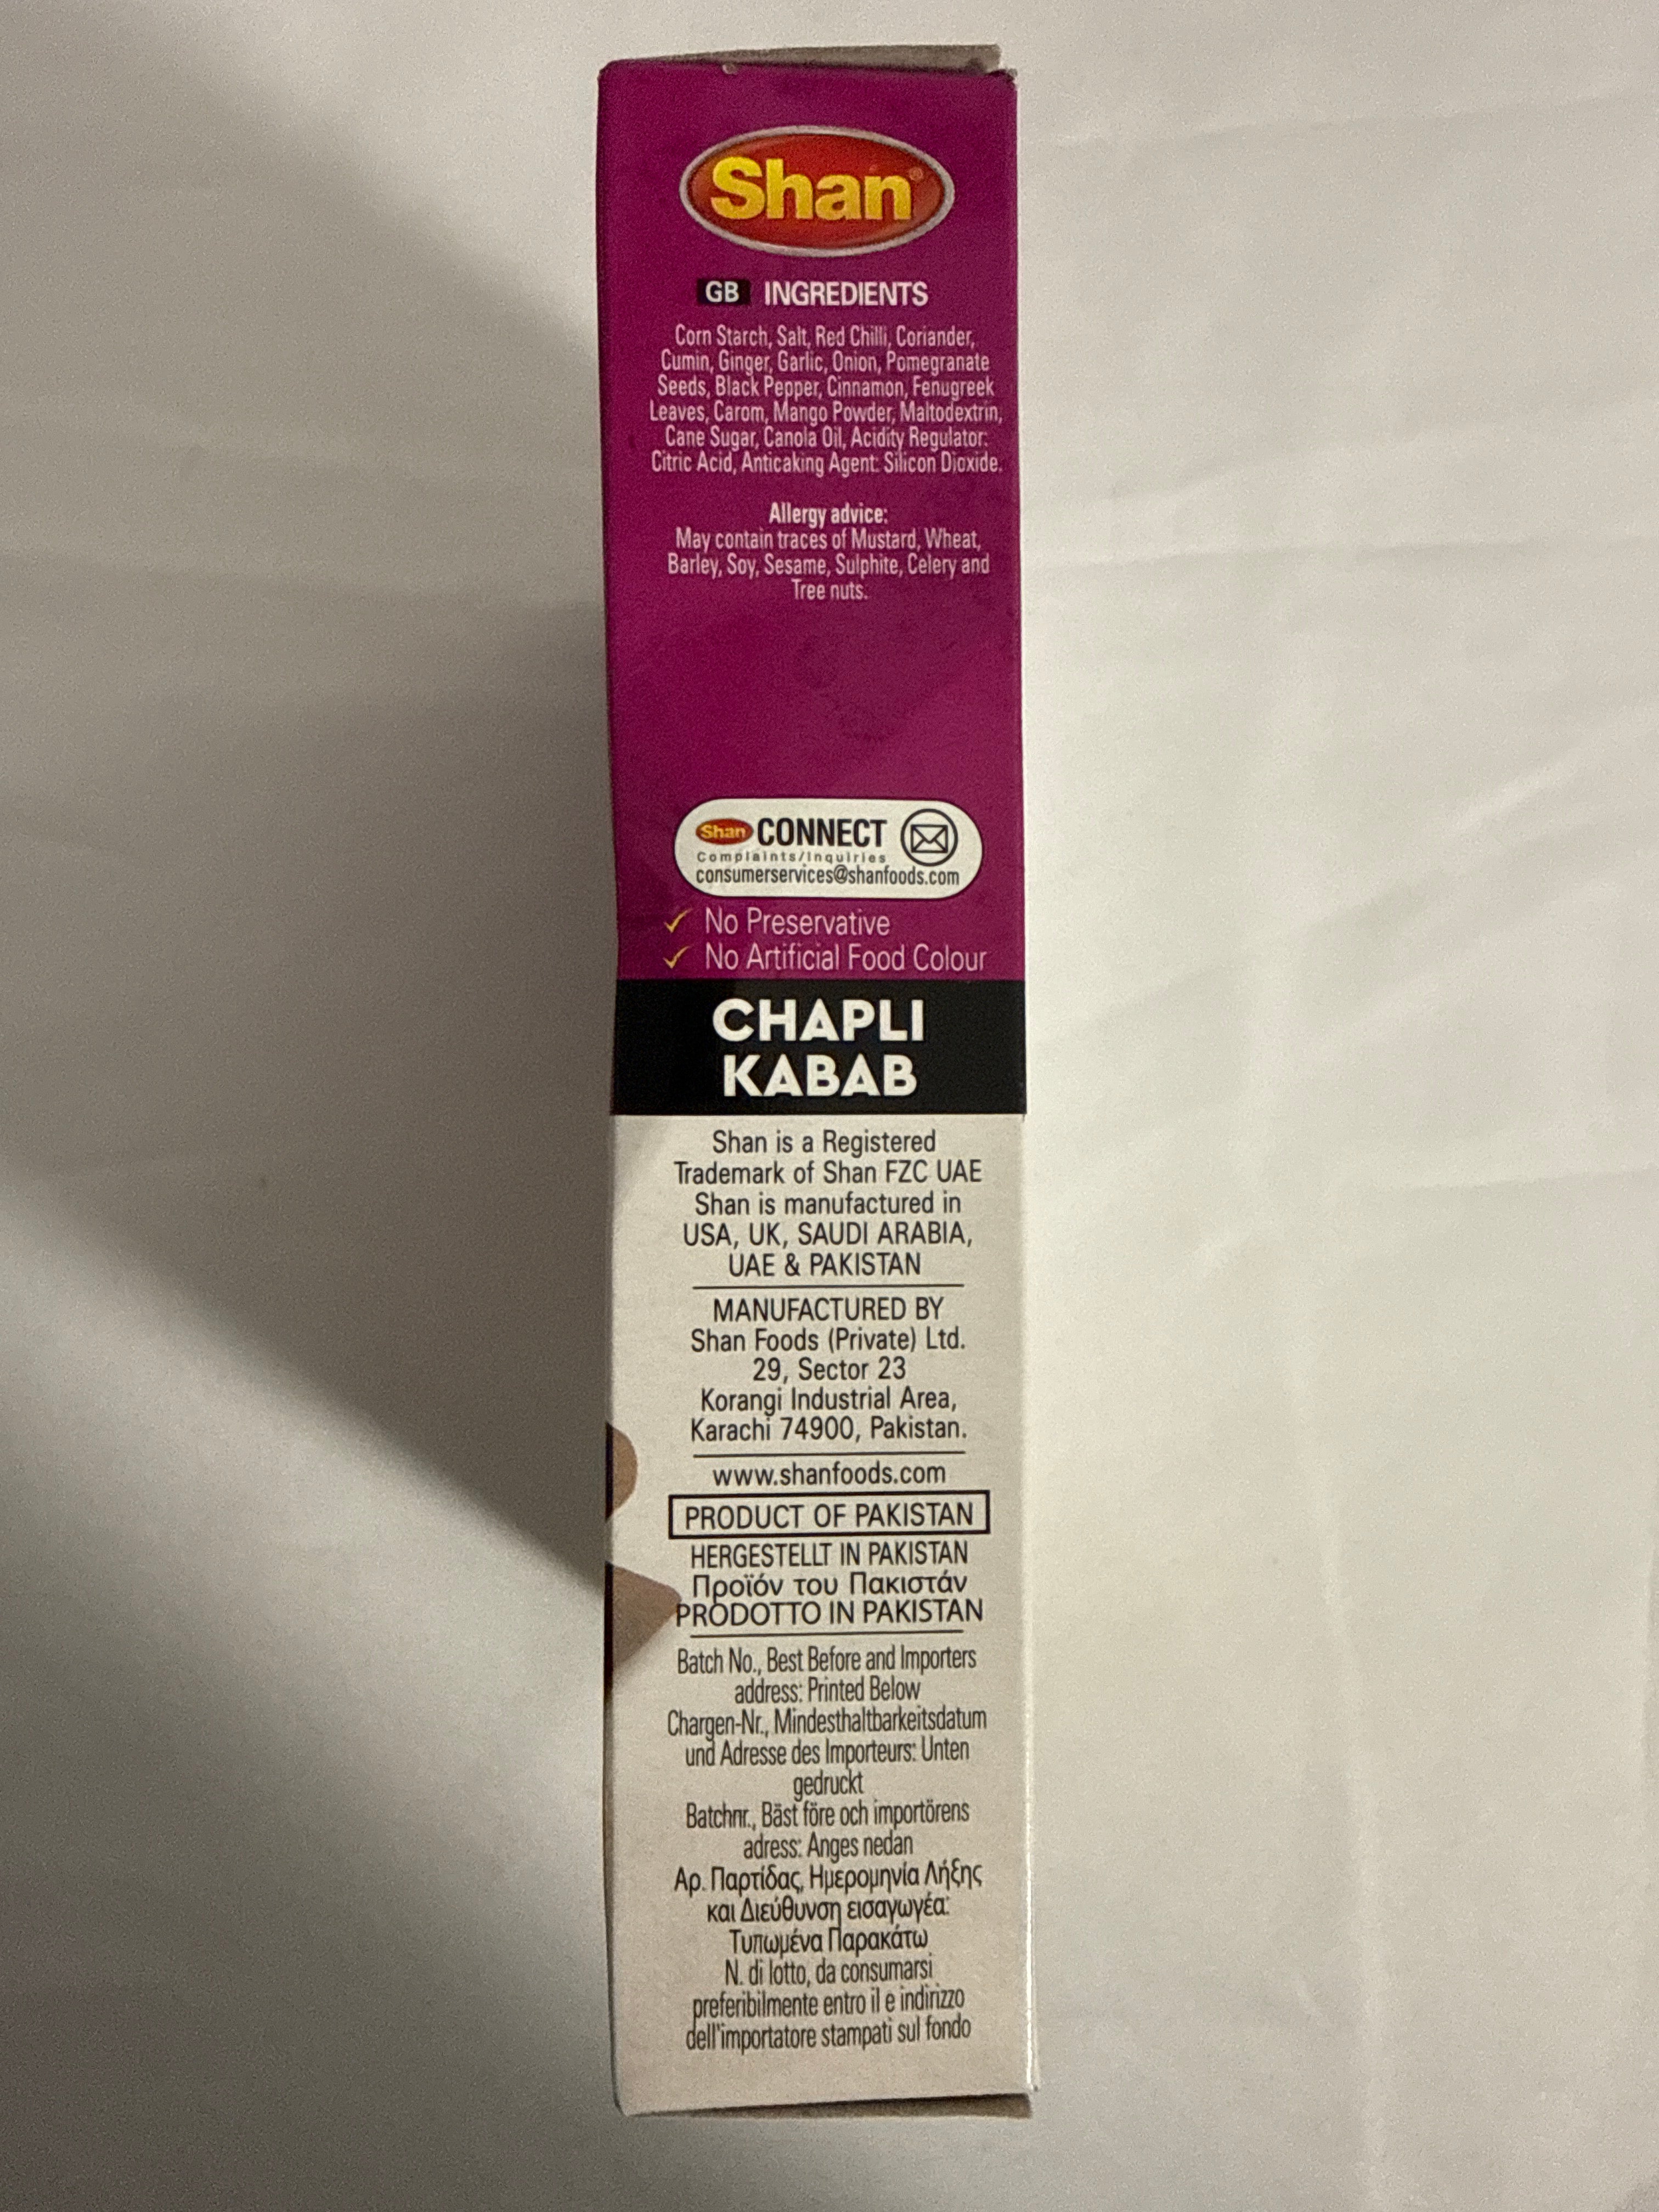 Shan®
GB INGREDIENTS
Corn Starch, Salt, Red Chilli, Coriander,
Cumin, Ginger, Garlic, Onion, Pomegranate
Seeds, Black Pepper, Cinnamon, Fenugreek
Leaves, Carom, Mango Powder, Maltodextrin,
Cane Sugar, Canola Oil, Acidity Regulator:
Citric Acid, Anticaking Agent: Silicon Dioxide.
Allergy advice:
May contain traces of Mustard, Wheat,
Barley, Soy, Sesame, Sulphite, Celery and
Tree nuts.
Shan CONNECT
Complaints/Inquiries
consumerservices@shanfoods.com
✓ No Preservative
✓ No Artificial Food Colour
CHAPLI
KABAB
Shan is a Registered
Trademark of Shan FZC UAE
Shan is manufactured in
USA, UK, SAUDI ARABIA,
UAE & PAKISTAN
MANUFACTURED BY
Shan Foods (Private) Ltd.
29, Sector 23
Korangi Industrial Area,
Karachi 74900, Pakistan.
www.shanfoods.com
PRODUCT OF PAKISTAN
HERGESTELLT IN PAKISTAN
Προϊόν του Πακιστάν
PRODOTTO IN PAKISTAN
Batch No., Best Before and Importers
address: Printed Below
Chargen-Nr., Mindesthaltbarkeitsdatum
und Adresse des Importeurs: Unten
gedruckt
Batchnr., Bäst före och importörens
adress: Anges nedan
Αρ. Παρτίδας, Ημερομηνία Λήξης
και Διεύθυνση εισαγωγέα:
Τυπωμένα Παρακάτω
N. di lotto, da consumarsi
preferibilmente entro il e indirizzo
dell'importatore stampati sul fondo